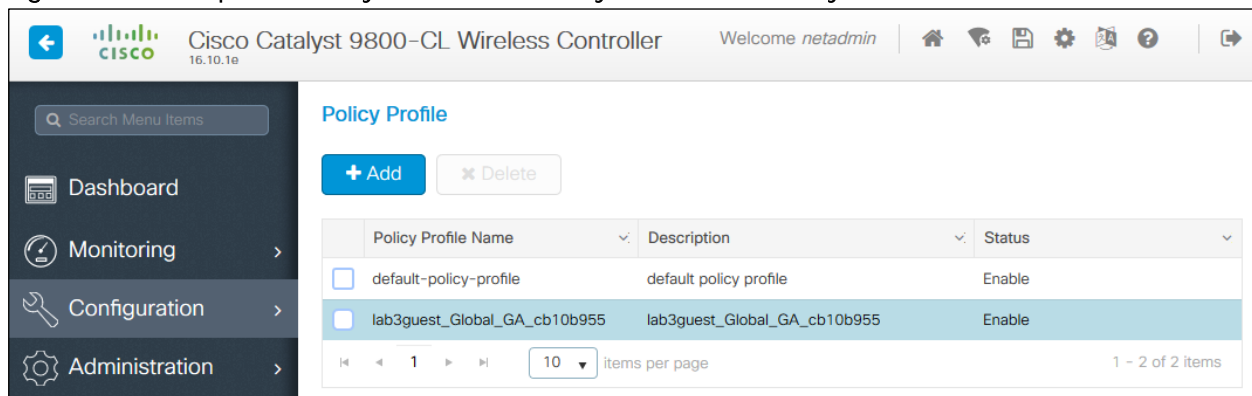 CISCO
Cisco Catalyst 9800-CL Wireless Controller
16.10.1e
Welcome netadmin
Search Menu Items
Dashboard
Monitoring
Configuration
Administration
Policy Profile
+ Add
✖ Delete
Policy Profile Name Description Status
default-policy-profile default policy profile Enable
lab3guest_Global_GA_cb10b955 lab3guest_Global_GA_cb10b955 Enable
1 10 items per page 1 - 2 of 2 items